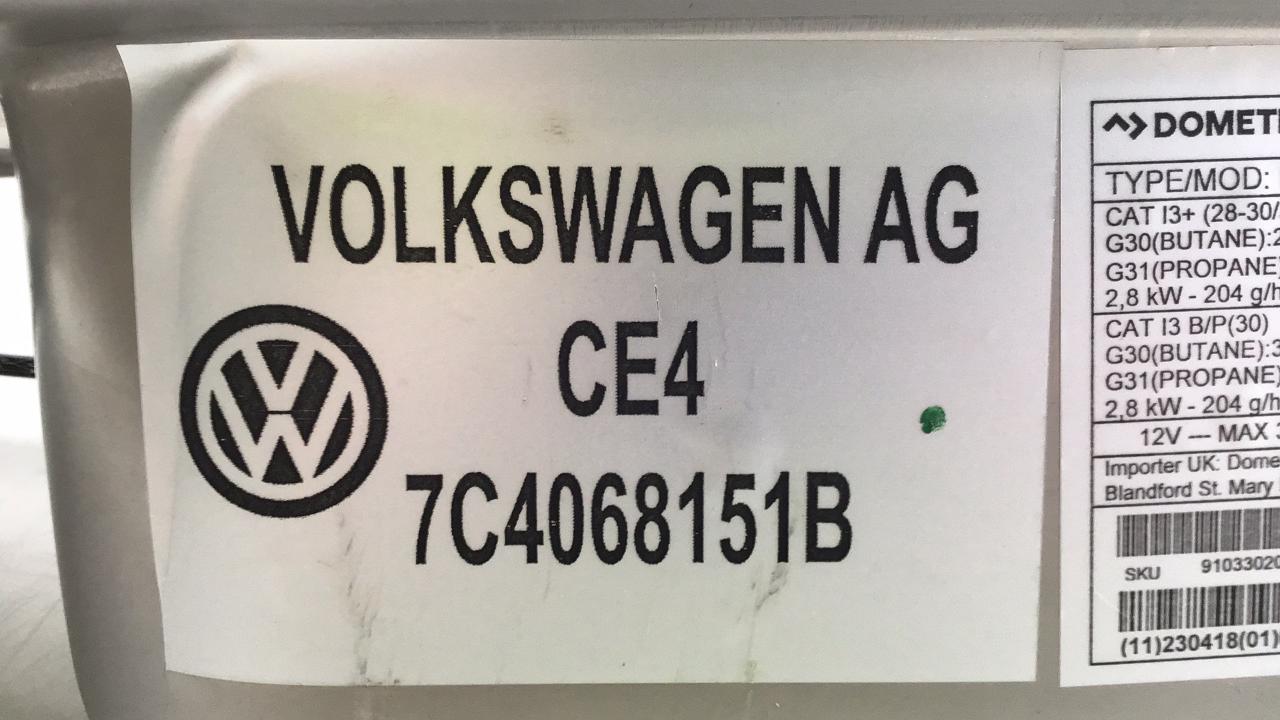 VOLKSWAGEN AG
CE4
7C4068151B
DOMET
TYPE/MOD:
CAT I3+ (28-30/
G30(BUTANE):2
G31(PROPANE)
2,8 kW - 204 g/h
CAT I3 B/P(30)
G30(BUTANE):3
G31(PROPANE)
2,8 kW - 204 g/h
12V --- MAX
Importer UK: Dome
Blandford St. Mary
SKU 91033020
(11)230418(01)